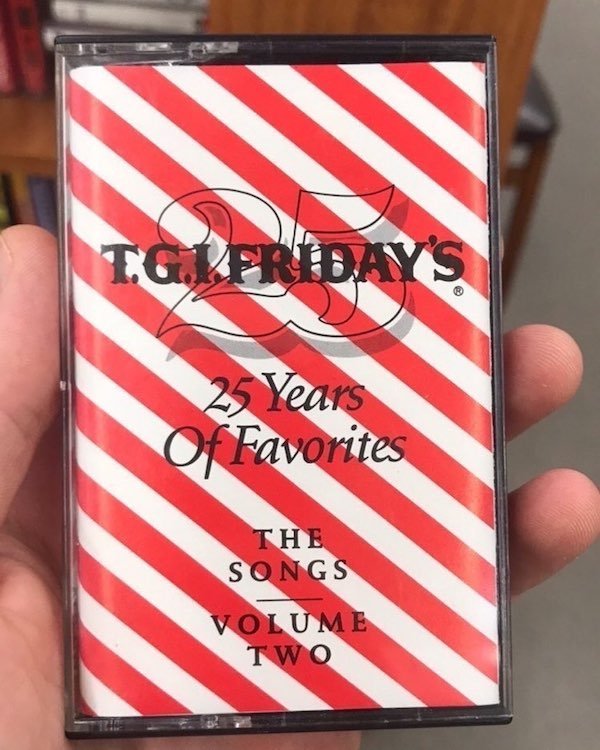 25
T.G.I.FRIDAY'S®
25 Years
Of Favorites
THE
SONGS
VOLUME
TWO